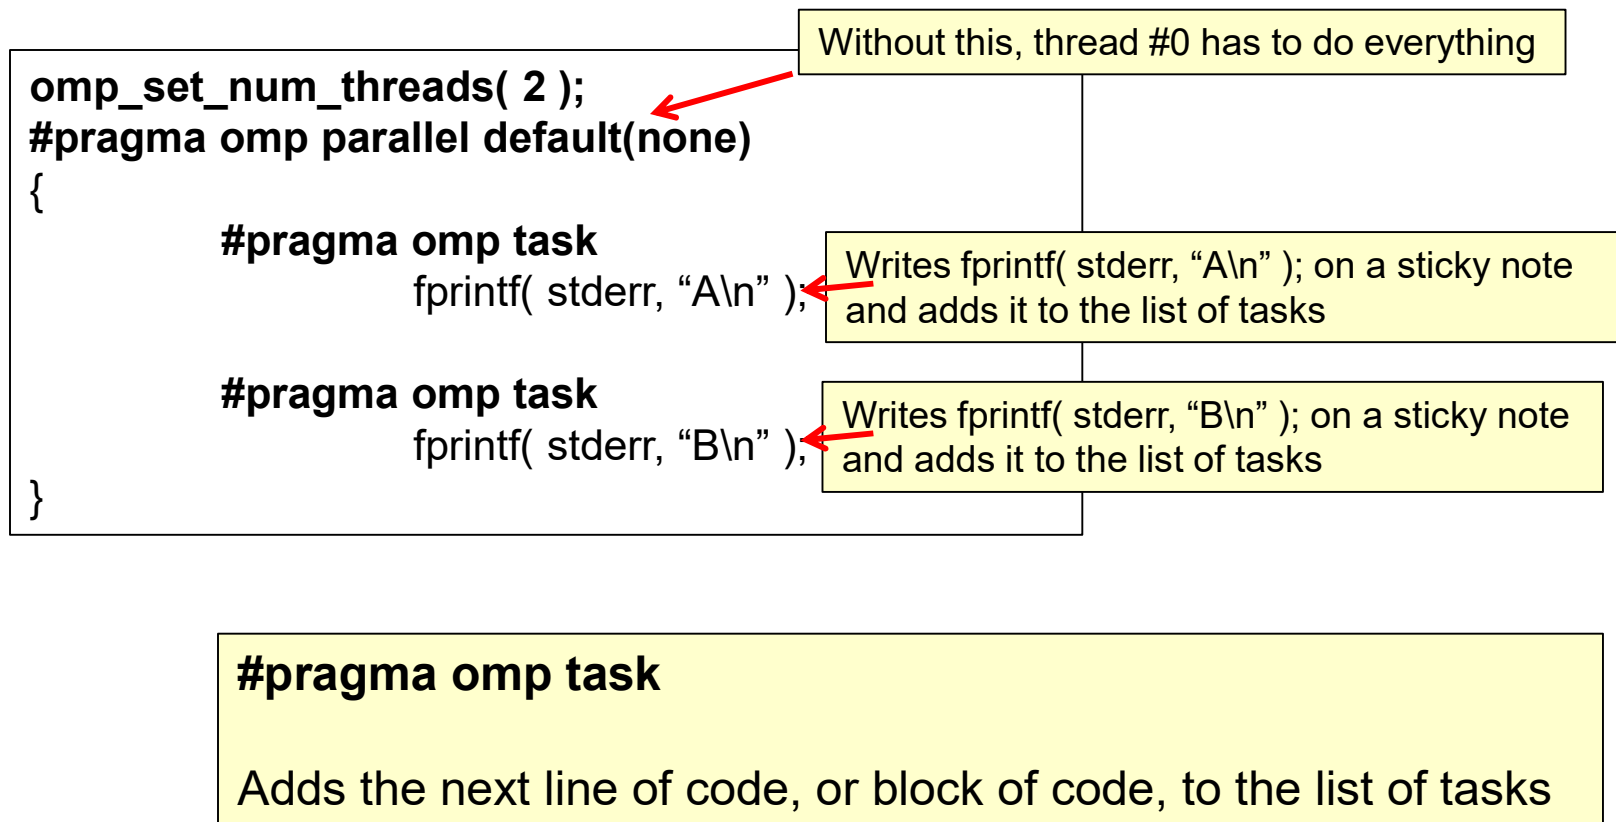 Without this, thread #0 has to do everything
omp_set_num_threads( 2 );
#pragma omp parallel default(none)
{
#pragma omp task
fprintf( stderr, “A\n” );
Writes fprintf( stderr, “A\n” ); on a sticky note
and adds it to the list of tasks
#pragma omp task
fprintf( stderr, “B\n” );
Writes fprintf( stderr, “B\n” ); on a sticky note
and adds it to the list of tasks
}
#pragma omp task
Adds the next line of code, or block of code, to the list of tasks